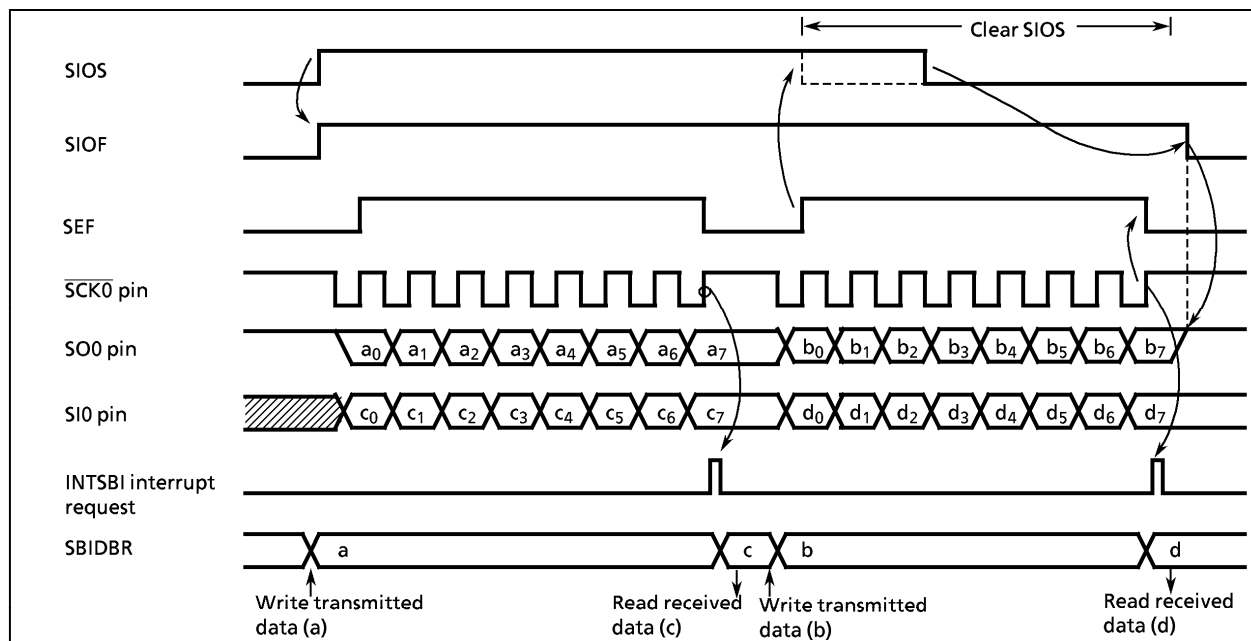 Clear SIOS
SIOS
SIOF
SEF
SCK0 pin
SO0 pin a0 a1 a2 a3 a4 a5 a6 a7 b0 b1 b2 b3 b4 b5 b6 b7
SI0 pin c0 c1 c2 c3 c4 c5 c6 c7 d0 d1 d2 d3 d4 d5 d6 d7
INTSBI interrupt
request
SBIDBR a c b d
Write transmitted
data (a)
Read received
data (c)
Write transmitted
data (b)
Read received
data (d)